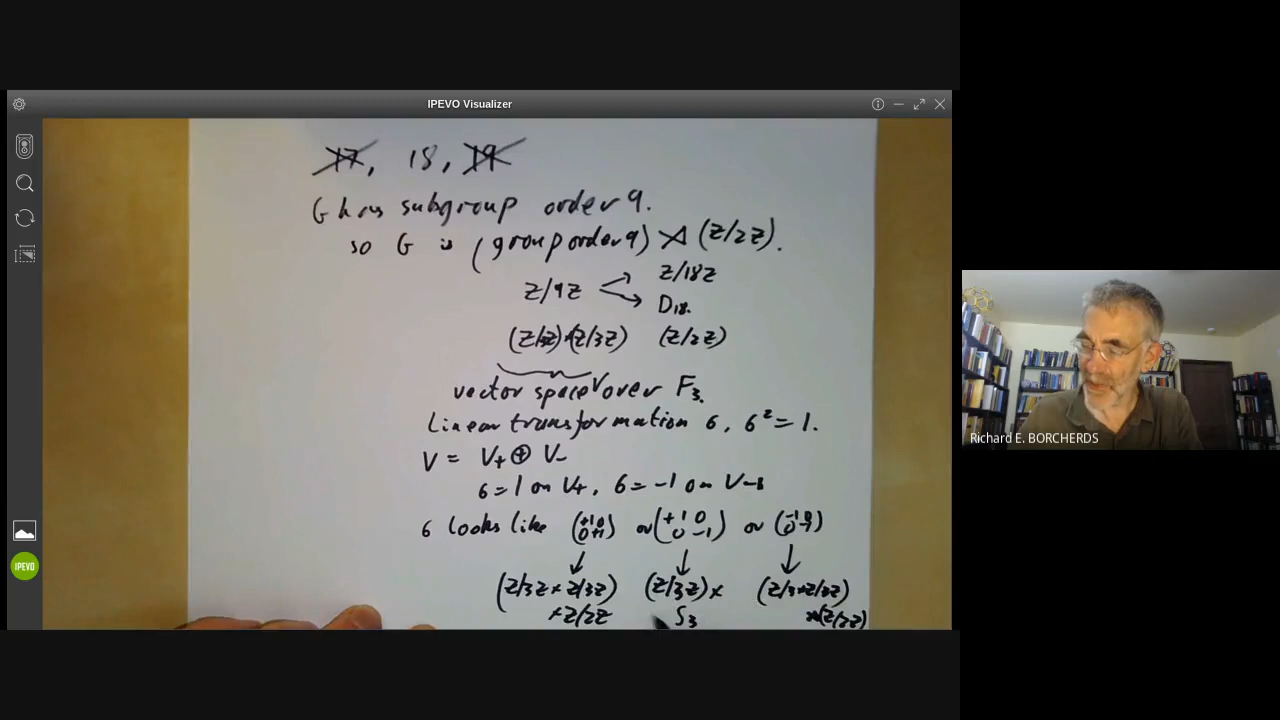 IPEVO Visualizer
17, 18, 19
G has subgroup order 9.
so G is (group order 9) ⋊ (Z/2Z).
Z/9Z → Z/18Z
→ D18.
(Z/3Z)×(Z/3Z) (Z/2Z)
vector space V over F3.
Linear transformation σ, σ² = 1.
V = V+ ⊕ V-
σ = 1 on V+, σ = -1 on V-
σ looks like (+1 0 0 +1) or (+1 0 0 -1) or (-1 0 0 -1)
↓ ↓ ↓
(Z/3Z × Z/3Z) (Z/3Z) × (Z/3 × Z/3Z)
× Z/2Z S3 ⋊ (Z/2Z)
Richard E. BORCHERDS
IPEVO